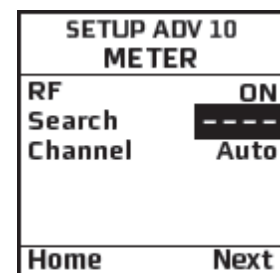 SETUP ADV 10
METER
RF ON
Search ----
Channel Auto
Home Next